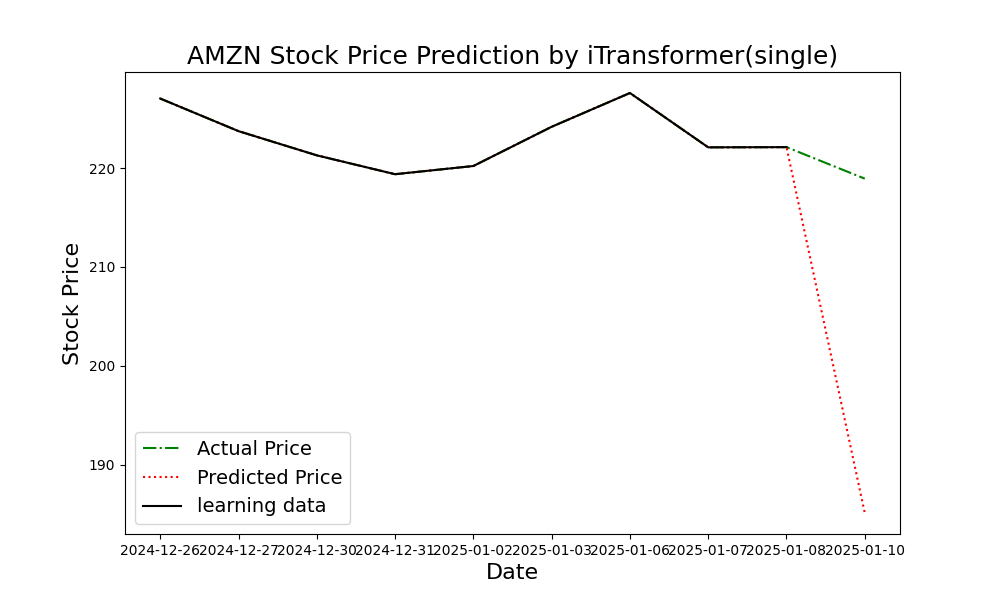 AMZN Stock Price Prediction by iTransformer(single)
Stock Price
220
210
200
190
Actual Price
Predicted Price
learning data
2024-12-26 2024-12-27 2024-12-30 2024-12-31 2025-01-02 2025-01-03 2025-01-06 2025-01-07 2025-01-08 2025-01-10
Date